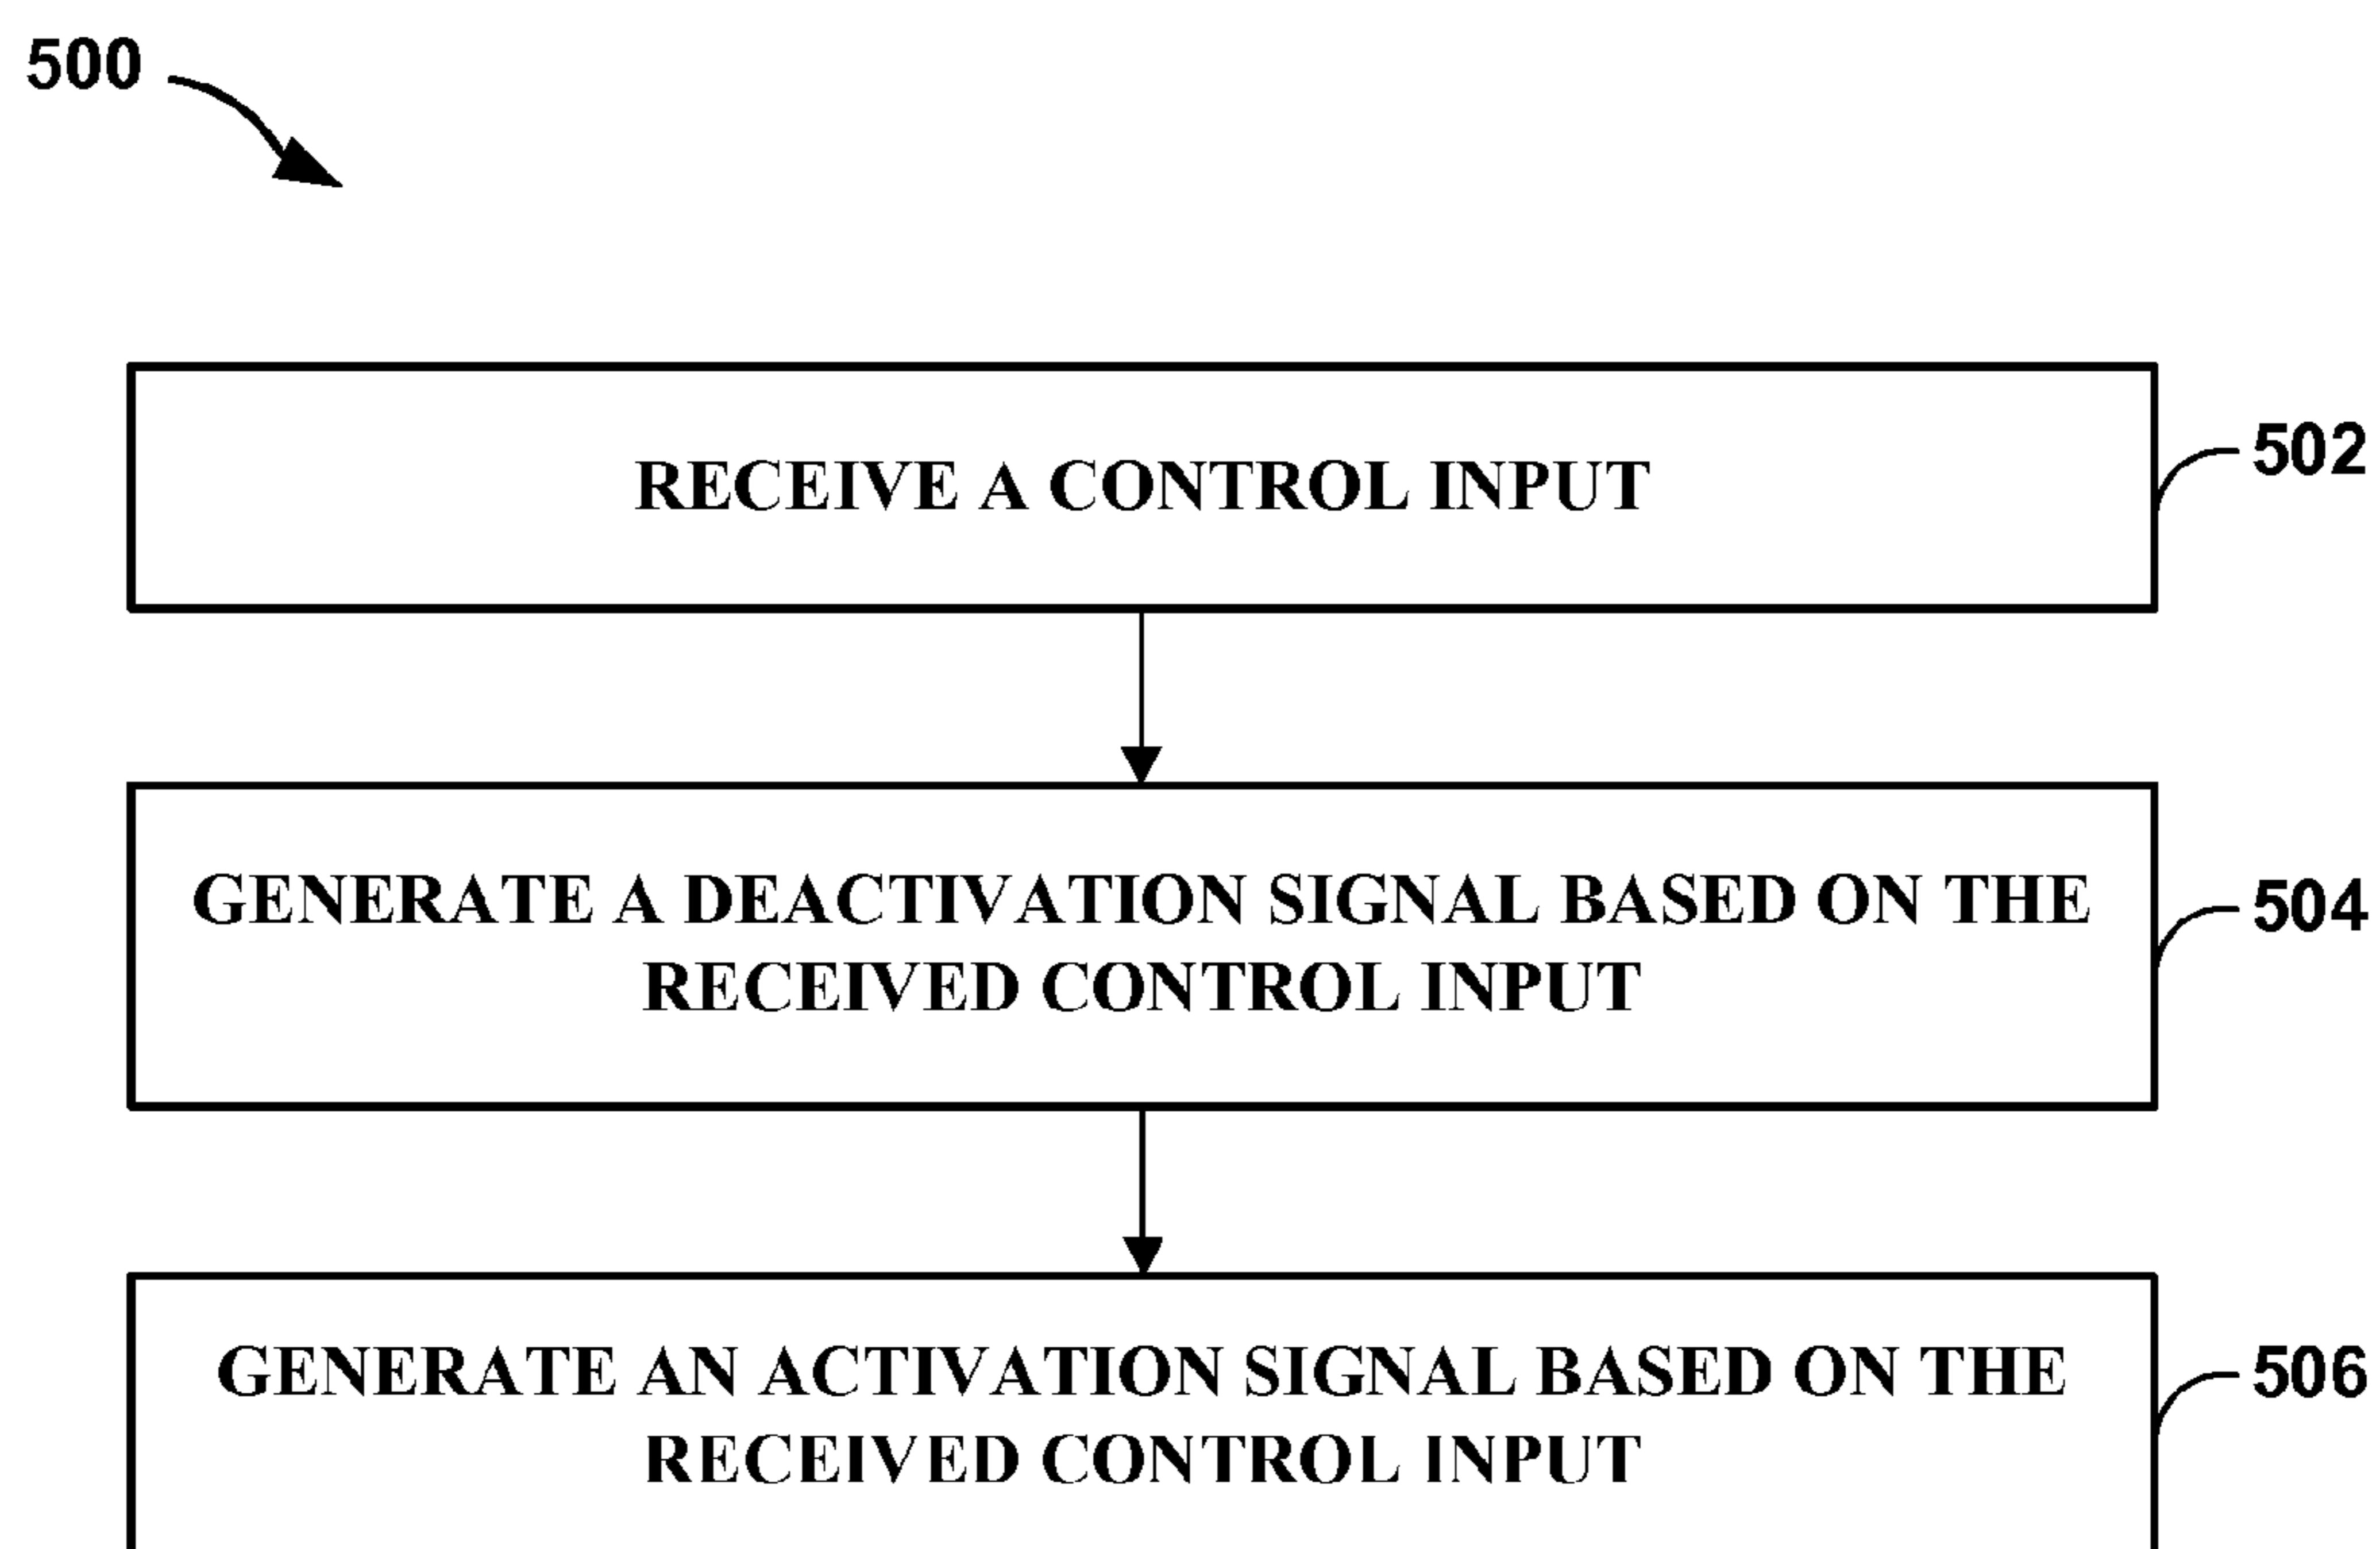 500
RECEIVE A CONTROL INPUT
502
GENERATE A DEACTIVATION SIGNAL BASED ON THE
RECEIVED CONTROL INPUT
504
GENERATE AN ACTIVATION SIGNAL BASED ON THE
RECEIVED CONTROL INPUT
506